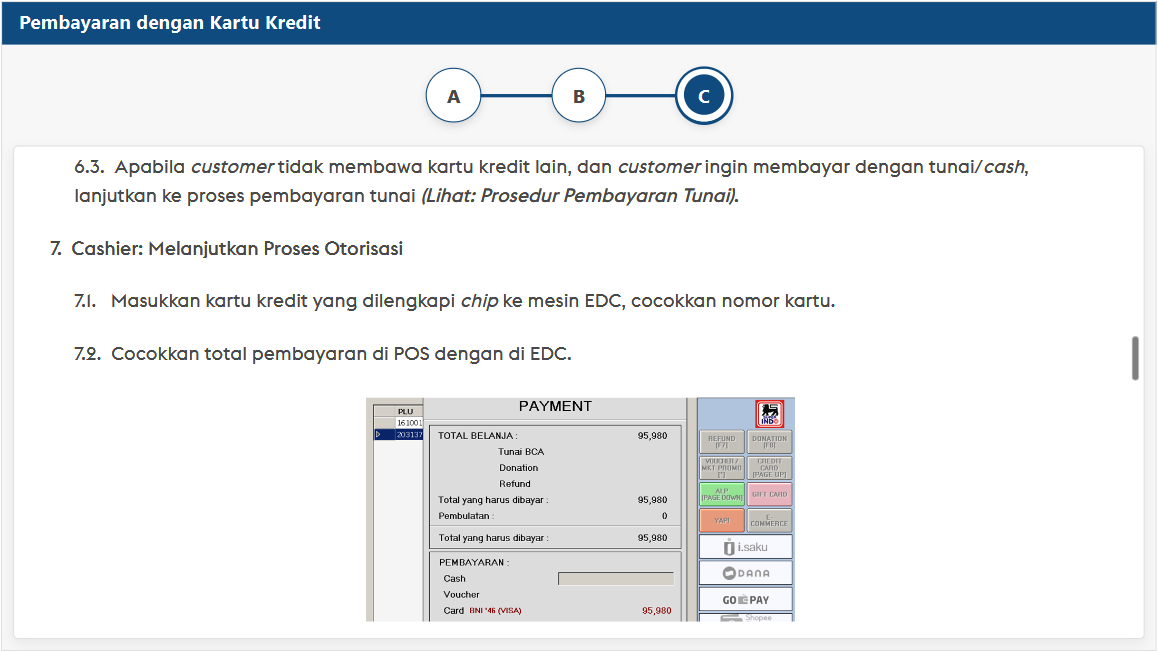 Pembayaran dengan Kartu Kredit
A B C
6.3. Apabila customer tidak membawa kartu kredit lain, dan customer ingin membayar dengan tunai/cash,
lanjutkan ke proses pembayaran tunai (Lihat: Prosedur Pembayaran Tunai).
7. Cashier: Melanjutkan Proses Otorisasi
7.1. Masukkan kartu kredit yang dilengkapi chip ke mesin EDC, cocokkan nomor kartu.
7.2. Cocokkan total pembayaran di POS dengan di EDC.
PLU
161001
203137
PAYMENT
TOTAL BELANJA : 95,980
Tunai BCA
Donation
Refund
Total yang harus dibayar : 95,980
Pembulatan : 0
Total yang harus dibayar : 95,980
PEMBAYARAN :
Cash
Voucher
Card BNI '46 (VISA) 95,980
SUPER
INDO
REFUND
[F7]
DONATION
[F8]
VOUCHER /
MKT PROMO
[*]
CREDIT
CARD
[PAGE UP]
ALP
[PAGE DOWN]
GIFT CARD
YAP!
E-
COMMERCE
i.saku
DANA
GO PAY
Shopee